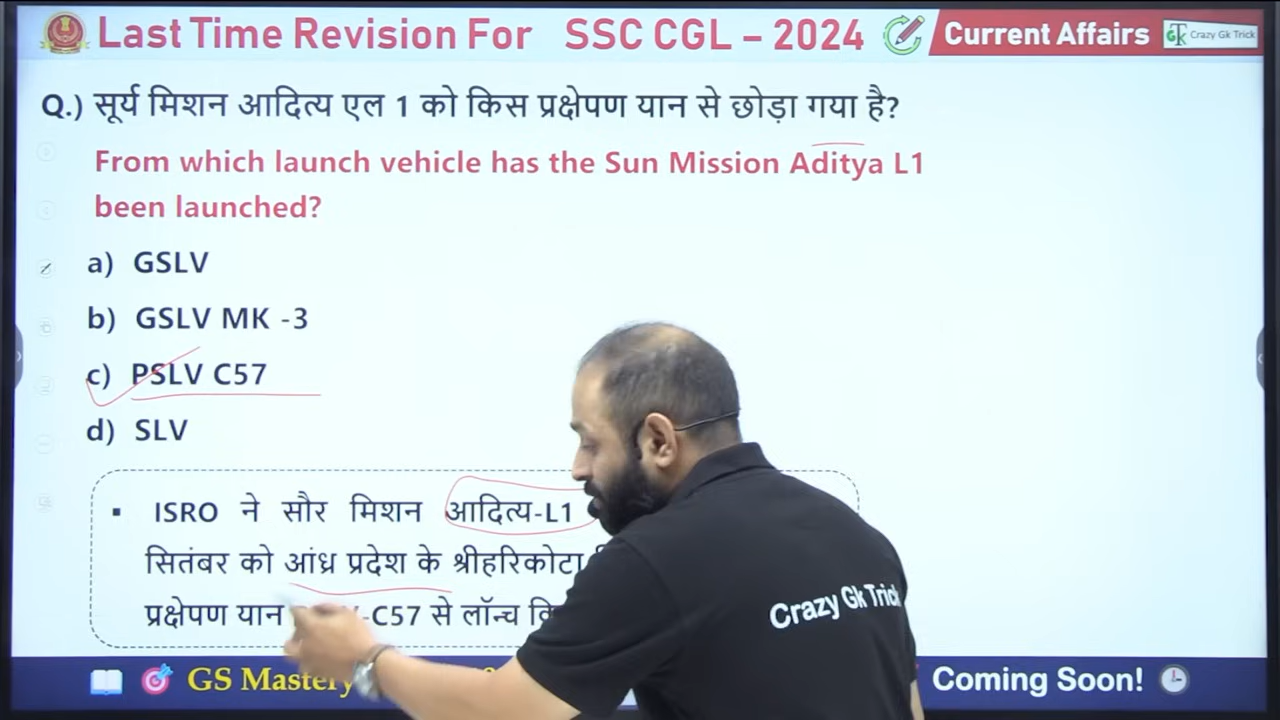 Last Time Revision For SSC CGL – 2024 Current Affairs Crazy Gk Trick
Q.) सूर्य मिशन आदित्य एल 1 को किस प्रक्षेपण यान से छोड़ा गया है?
From which launch vehicle has the Sun Mission Aditya L1
been launched?
a) GSLV
b) GSLV MK -3
c) PSLV C57
d) SLV
▪ ISRO ने सौर मिशन आदित्य-L1
सितंबर को आंध्र प्रदेश के श्रीहरिकोटा
प्रक्षेपण यान -C57 से लॉन्च
Crazy Gk Trick
GS Mastery Coming Soon!